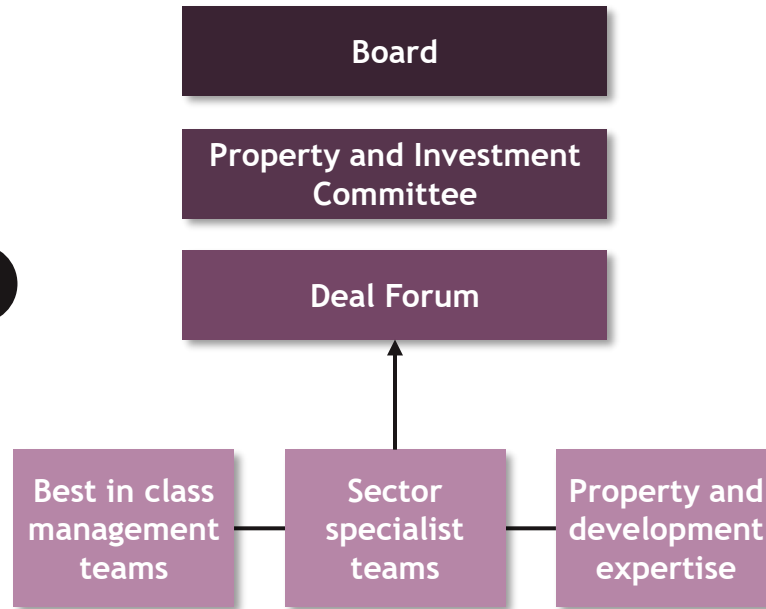 Board
Property and Investment
Committee
Deal Forum
Best in class
management
teams
Sector
specialist
teams
Property and
development
expertise